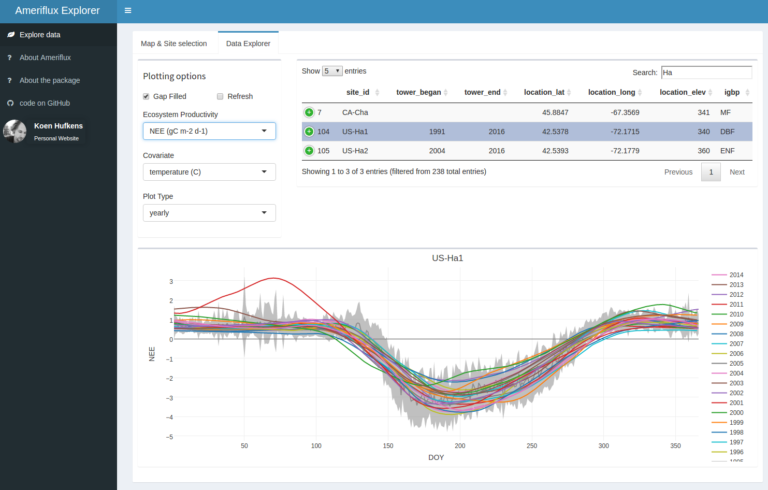 Ameriflux Explorer
Explore data
About Ameriflux
About the package
code on GitHub
Koen Hufkens
Personal Website
Map & Site selection
Data Explorer
Plotting options
Gap Filled
Refresh
Ecosystem Productivity
NEE (gC m-2 d-1)
Covariate
temperature (C)
Plot Type
yearly
Show 5 entries
Search: Ha
site_id tower_began tower_end location_lat location_long location_elev igbp
7 CA-Cha 45.8847 -67.3569 341 MF
104 US-Ha1 1991 2016 42.5378 -72.1715 340 DBF
105 US-Ha2 2004 2016 42.5393 -72.1779 360 ENF
Showing 1 to 3 of 3 entries (filtered from 238 total entries)
Previous 1 Next
US-Ha1
NEE
3
2
1
0
−1
−2
−3
−4
−5
50 100 150 200 250 300 350
DOY
2014
2013
2012
2011
2010
2009
2008
2007
2006
2005
2004
2003
2002
2001
2000
1999
1998
1997
1996